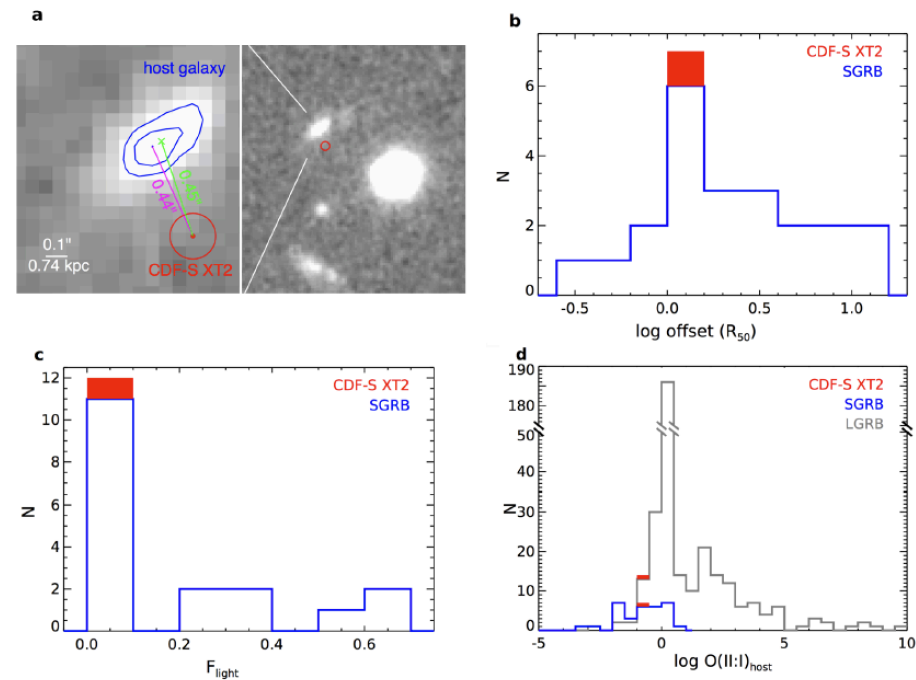 a
host galaxy
0.45"
0.44"
0.1"
0.74 kpc
CDF-S XT2
b
CDF-S XT2
SGRB
6
4
2
0
N
-0.5 0.0 0.5 1.0
log offset (R50)
c
CDF-S XT2
SGRB
12
10
8
6
4
2
0
N
0.0 0.2 0.4 0.6
Flight
d
CDF-S XT2
SGRB
LGRB
190
180
50
40
30
20
10
0
N
-5 0 5 10
log O(II:I)host